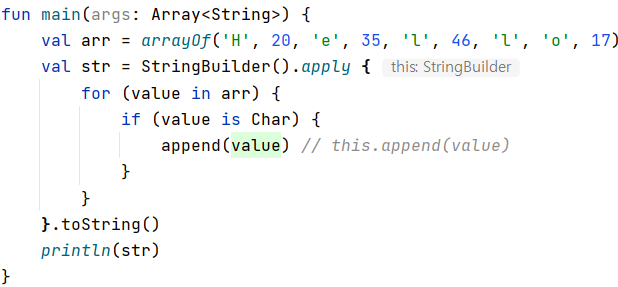 fun main(args: Array<String>) {
    val arr = arrayOf('H', 20, 'e', 35, 'l', 46, 'l', 'o', 17)
    val str = StringBuilder().apply { this: StringBuilder
        for (value in arr) {
            if (value is Char) {
                append(value) // this.append(value)
            }
        }
    }.toString()
    println(str)
}